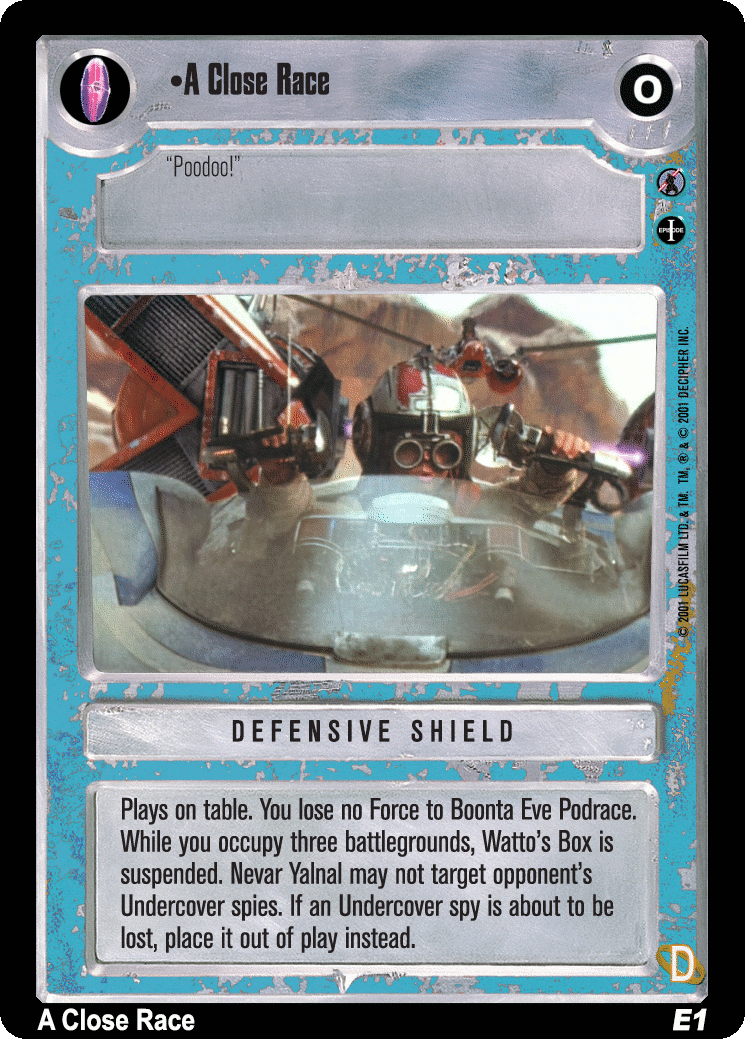 •A Close Race
O
“Poodoo!”
EPISODE
I
© 2001 LUCASFILM LTD. & TM. TM, ® & © 2001 DECIPHER INC.
DEFENSIVE SHIELD
Plays on table. You lose no Force to Boonta Eve Podrace.
While you occupy three battlegrounds, Watto’s Box is
suspended. Nevar Yalnal may not target opponent’s
Undercover spies. If an Undercover spy is about to be
lost, place it out of play instead.
D
A Close Race
E1